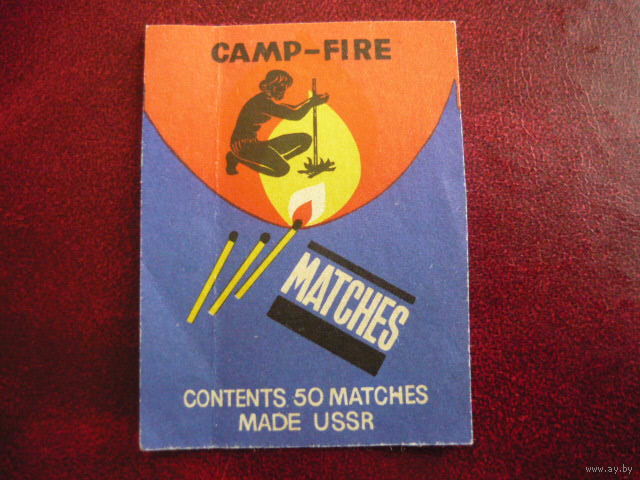 CAMP-FIRE
MATCHES
CONTENTS 50 MATCHES
MADE USSR
www.ay.by